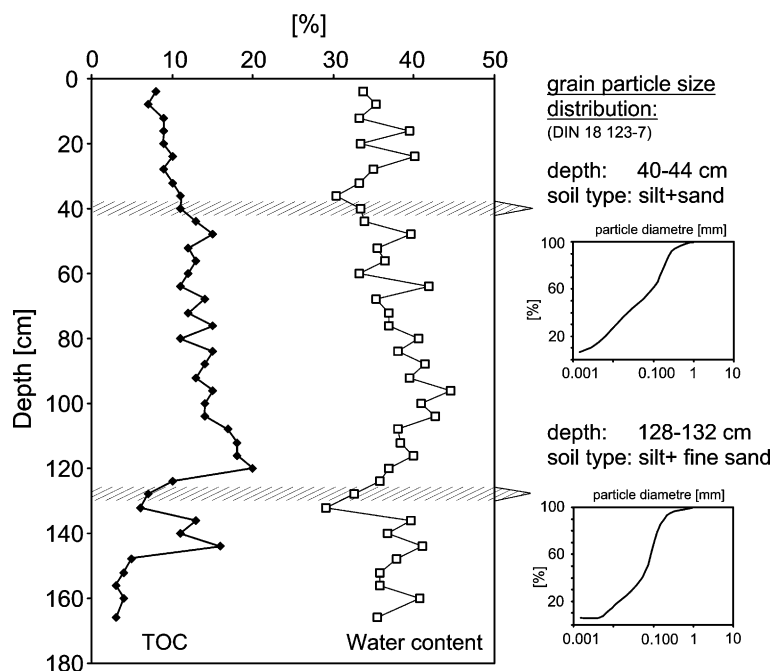 [%]
0 10 20 30 40 50
0
20
40
60
80
100
120
140
160
180
Depth [cm]
TOC
Water content
grain particle size
distribution:
(DIN 18 123-7)
depth: 40-44 cm
soil type: silt+sand
particle diametre [mm]
100
60
20
[%]
0.001 0.100 1 10
depth: 128-132 cm
soil type: silt+ fine sand
particle diametre [mm]
100
60
20
[%]
0.001 0.100 1 10